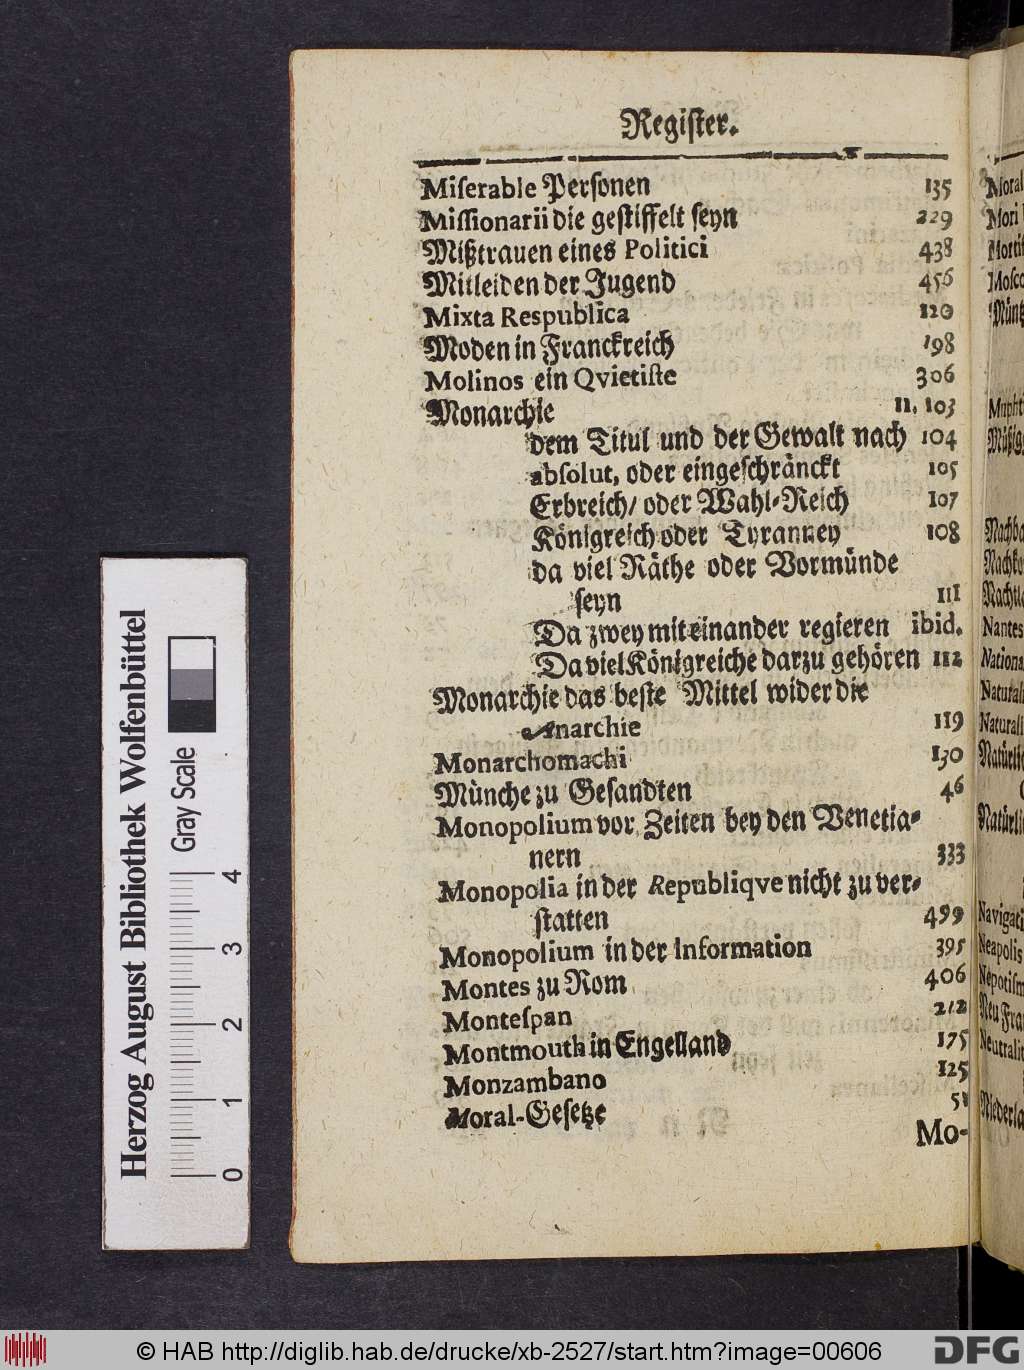 Register.
Miſerable Perſonen 135
Miſſionarii die geſtiffelt ſeyn 229
Mißtrauen eines Politici 438
Mitleiden der Jugend 456
Mixta Respublica 120
Moden in Franckreich 198
Molinos ein Qvietiſte 306
Monarchie 11. 103
dem Titul und der Gewalt nach 104
abſolut, oder eingeſchränckt 105
Erbreich/ oder Wahl-Reich 107
Königreich oder Tyranney 108
da viel Räthe oder Vormünde
ſeyn 111
Da zwey miteinander regieren ibid.
Da viel Königreiche darzu gehören 112
Monarchie das beſte Mittel wider die
Anarchie 119
Monarchomachi 130
Münche zu Geſandten 46
Monopolium vor Zeiten bey den Venetia-
nern 333
Monopolia in der Republiqve nicht zu ver-
ſtatten 499
Monopolium in der Information 395
Montes zu Rom 406
Monteſpan 212
Montmouth in Engelland 175
Monzambano 125
Moral-Geſetze 51
Mo-
Nantes
Neapolis
Herzog August Bibliothek Wolfenbüttel
Gray Scale
0 1 2 3 4
© HAB http://diglib.hab.de/drucke/xb-2527/start.htm?image=00606
DFG